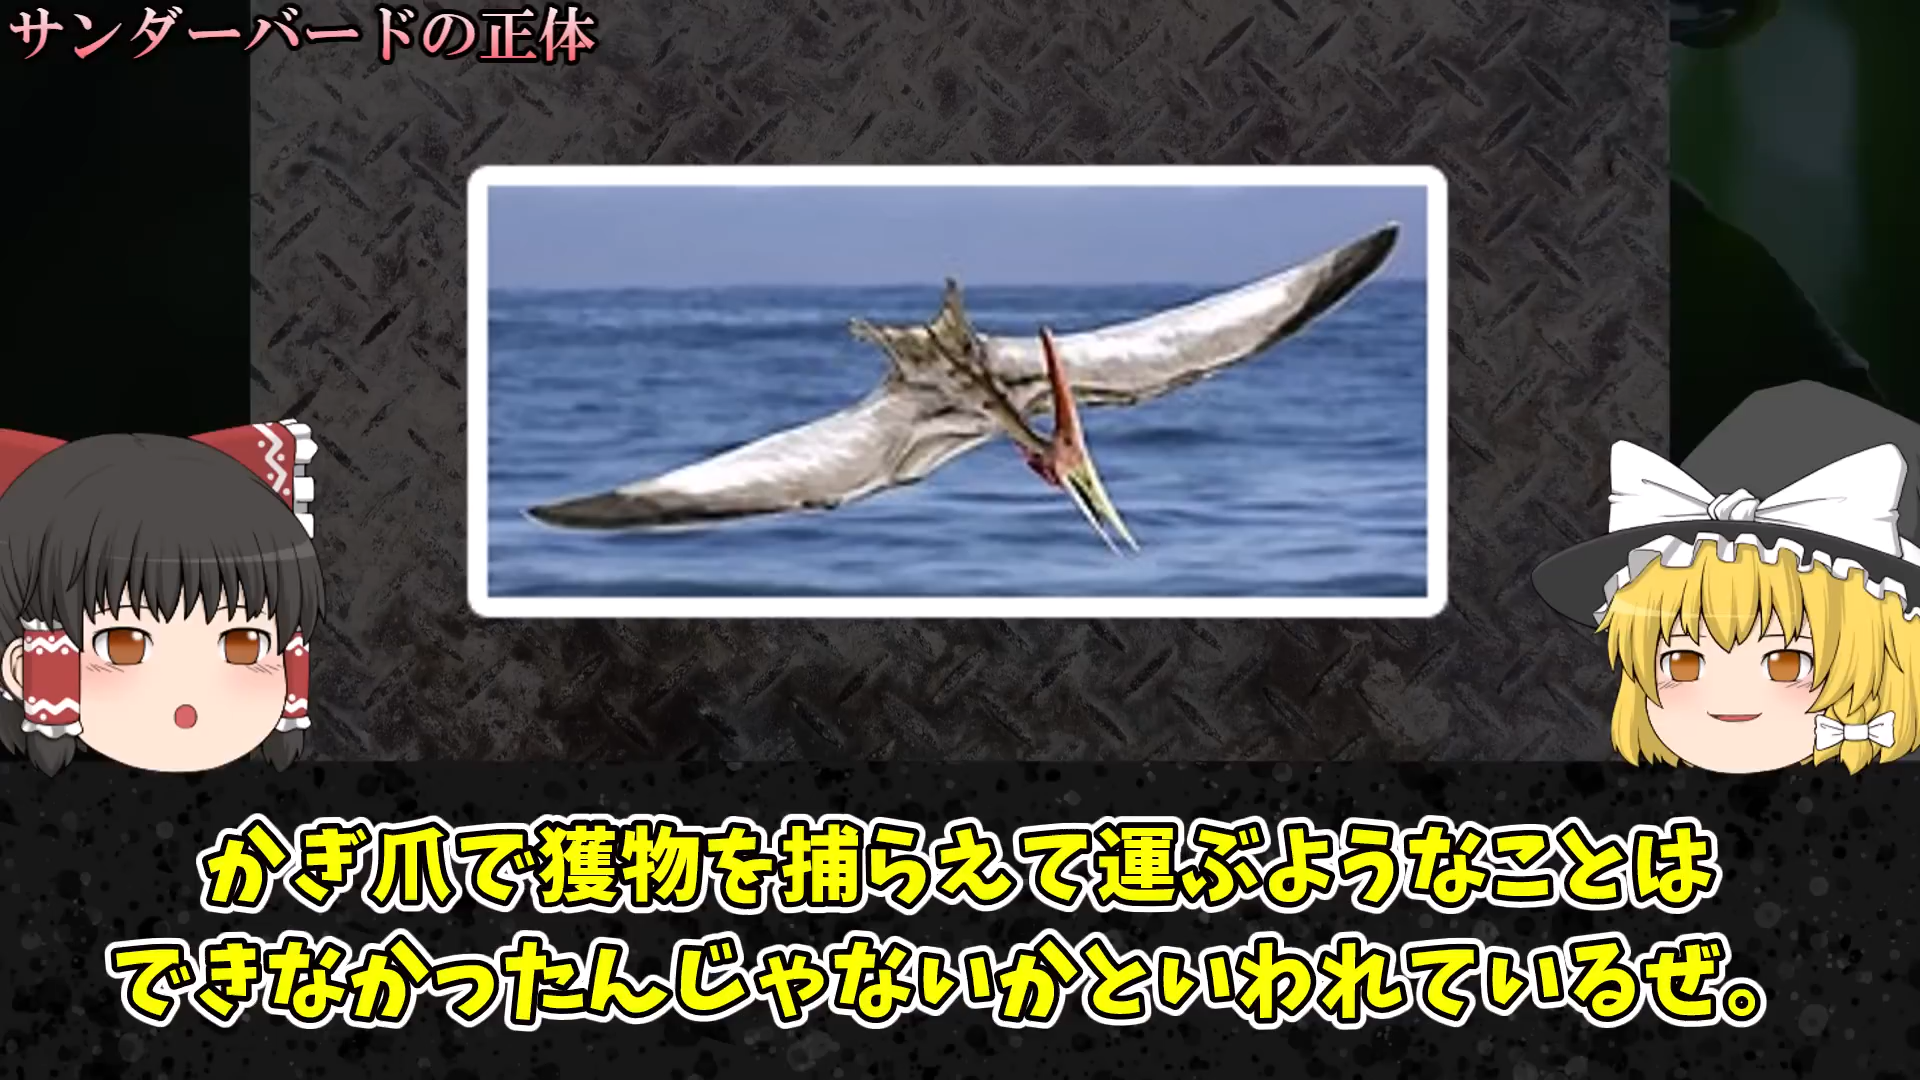 サンダーバードの正体
かぎ爪で獲物を捕らえて運ぶようなことは
できなかったんじゃないかといわれているぜ。